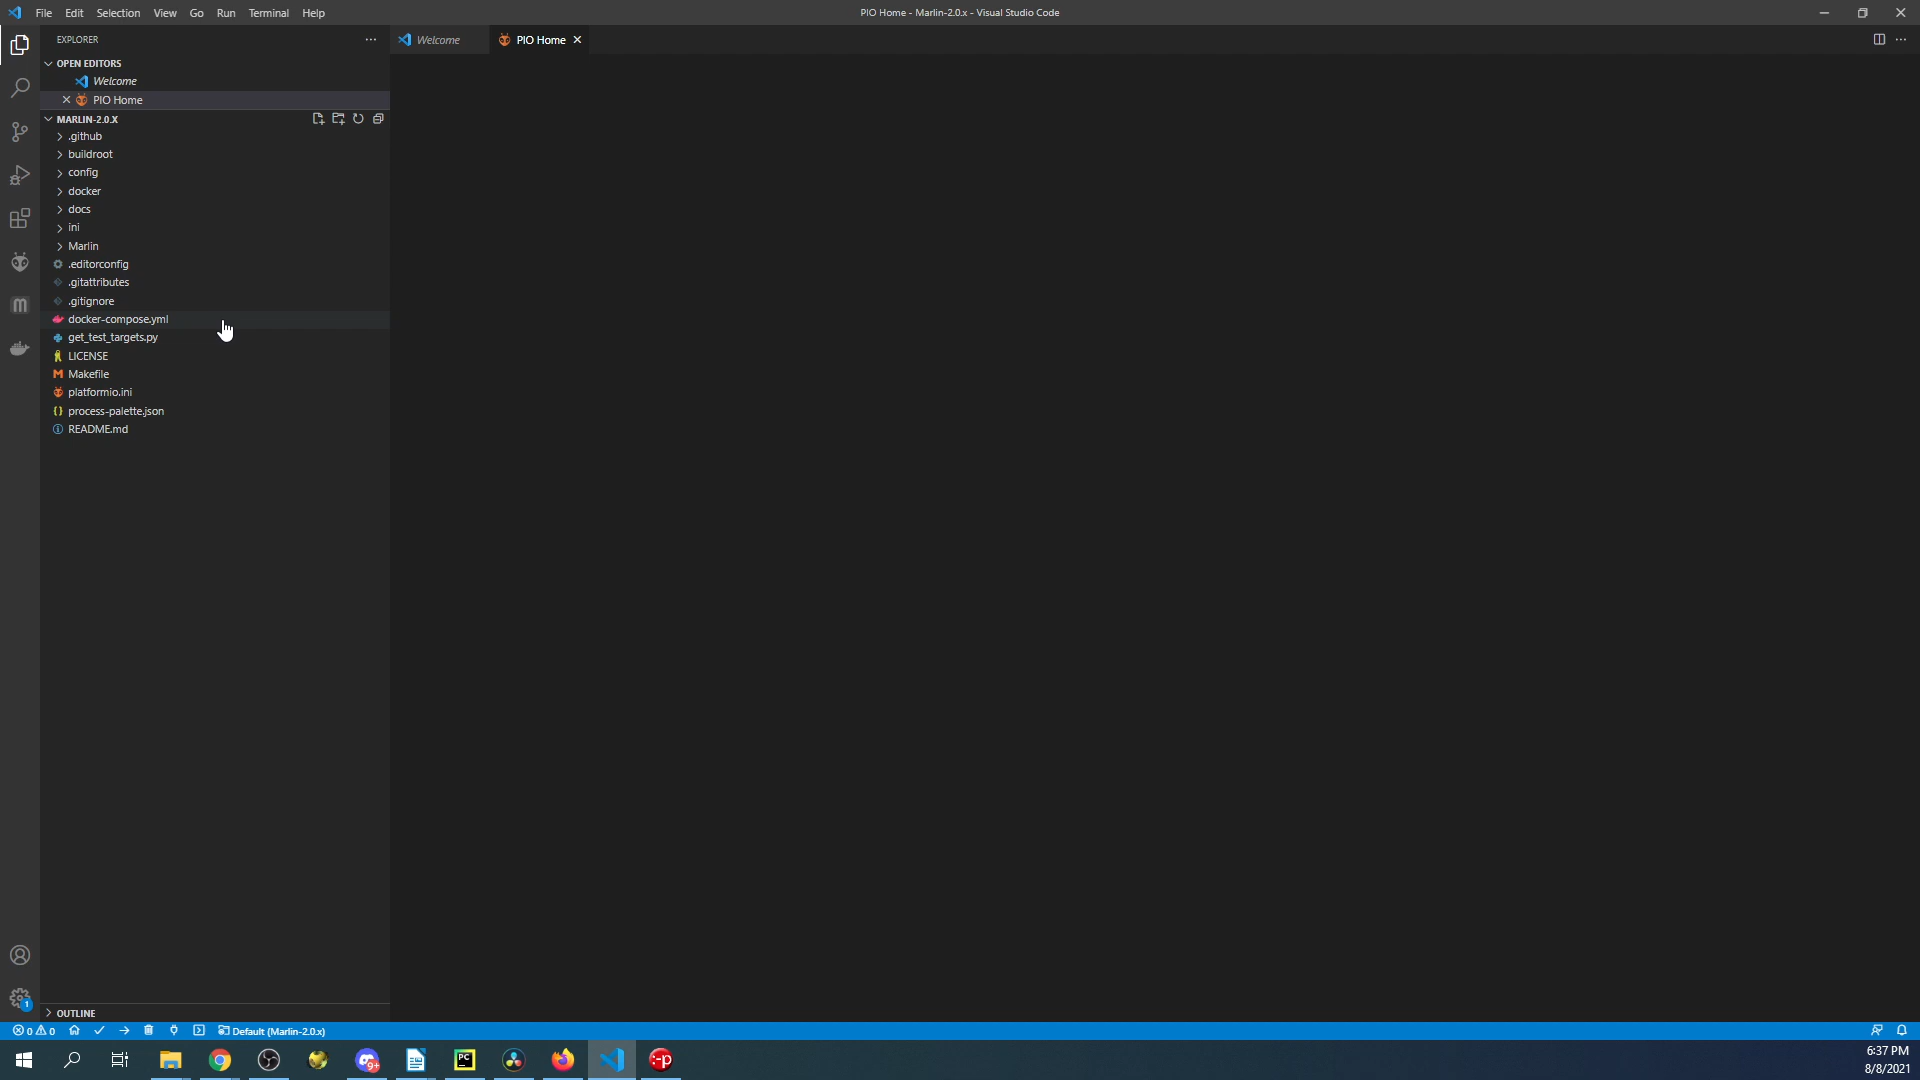 File Edit Selection View Go Run Terminal Help
PIO Home - Marlin-2.0.x - Visual Studio Code
EXPLORER
Welcome
PIO Home
OPEN EDITORS
Welcome
PIO Home
MARLIN-2.0.X
.github
buildroot
config
docker
docs
ini
Marlin
.editorconfig
.gitattributes
.gitignore
docker-compose.yml
get_test_targets.py
LICENSE
M Makefile
platformio.ini
{} process-palette.json
README.md
1
OUTLINE
0 0
Default (Marlin-2.0.x)
9+
PC
:-p
6:37 PM
8/8/2021